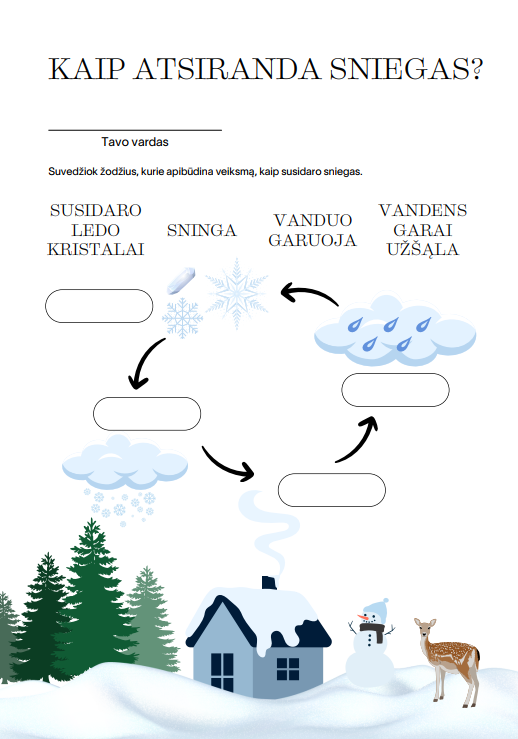 KAIP ATSIRANDA SNIEGAS?
Tavo vardas
Suvedžiok žodžius, kurie apibūdina veiksmą, kaip susidaro sniegas.
SUSIDARO
LEDO
KRISTALAI
SNINGA
VANDUO
GARUOJA
VANDENS
GARAI
UŽŠĄLA